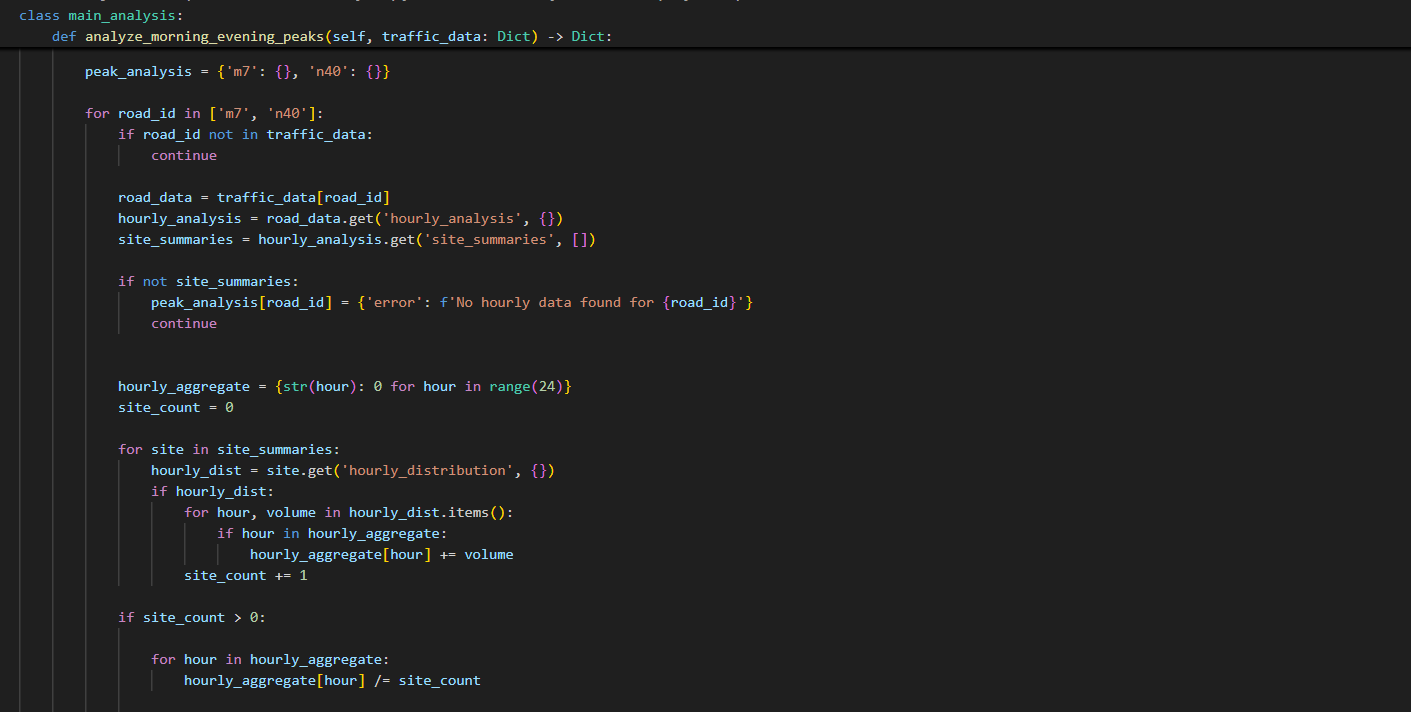 class main_analysis:
    def analyze_morning_evening_peaks(self, traffic_data: Dict) -> Dict:
        peak_analysis = {'m7': {}, 'n40': {}}
        for road_id in ['m7', 'n40']:
            if road_id not in traffic_data:
                continue
            road_data = traffic_data[road_id]
            hourly_analysis = road_data.get('hourly_analysis', {})
            site_summaries = hourly_analysis.get('site_summaries', [])
            if not site_summaries:
                peak_analysis[road_id] = {'error': f'No hourly data found for {road_id}'}
                continue
            hourly_aggregate = {str(hour): 0 for hour in range(24)}
            site_count = 0
            for site in site_summaries:
                hourly_dist = site.get('hourly_distribution', {})
                if hourly_dist:
                    for hour, volume in hourly_dist.items():
                        if hour in hourly_aggregate:
                            hourly_aggregate[hour] += volume
                    site_count += 1
            if site_count > 0:
                for hour in hourly_aggregate:
                    hourly_aggregate[hour] /= site_count